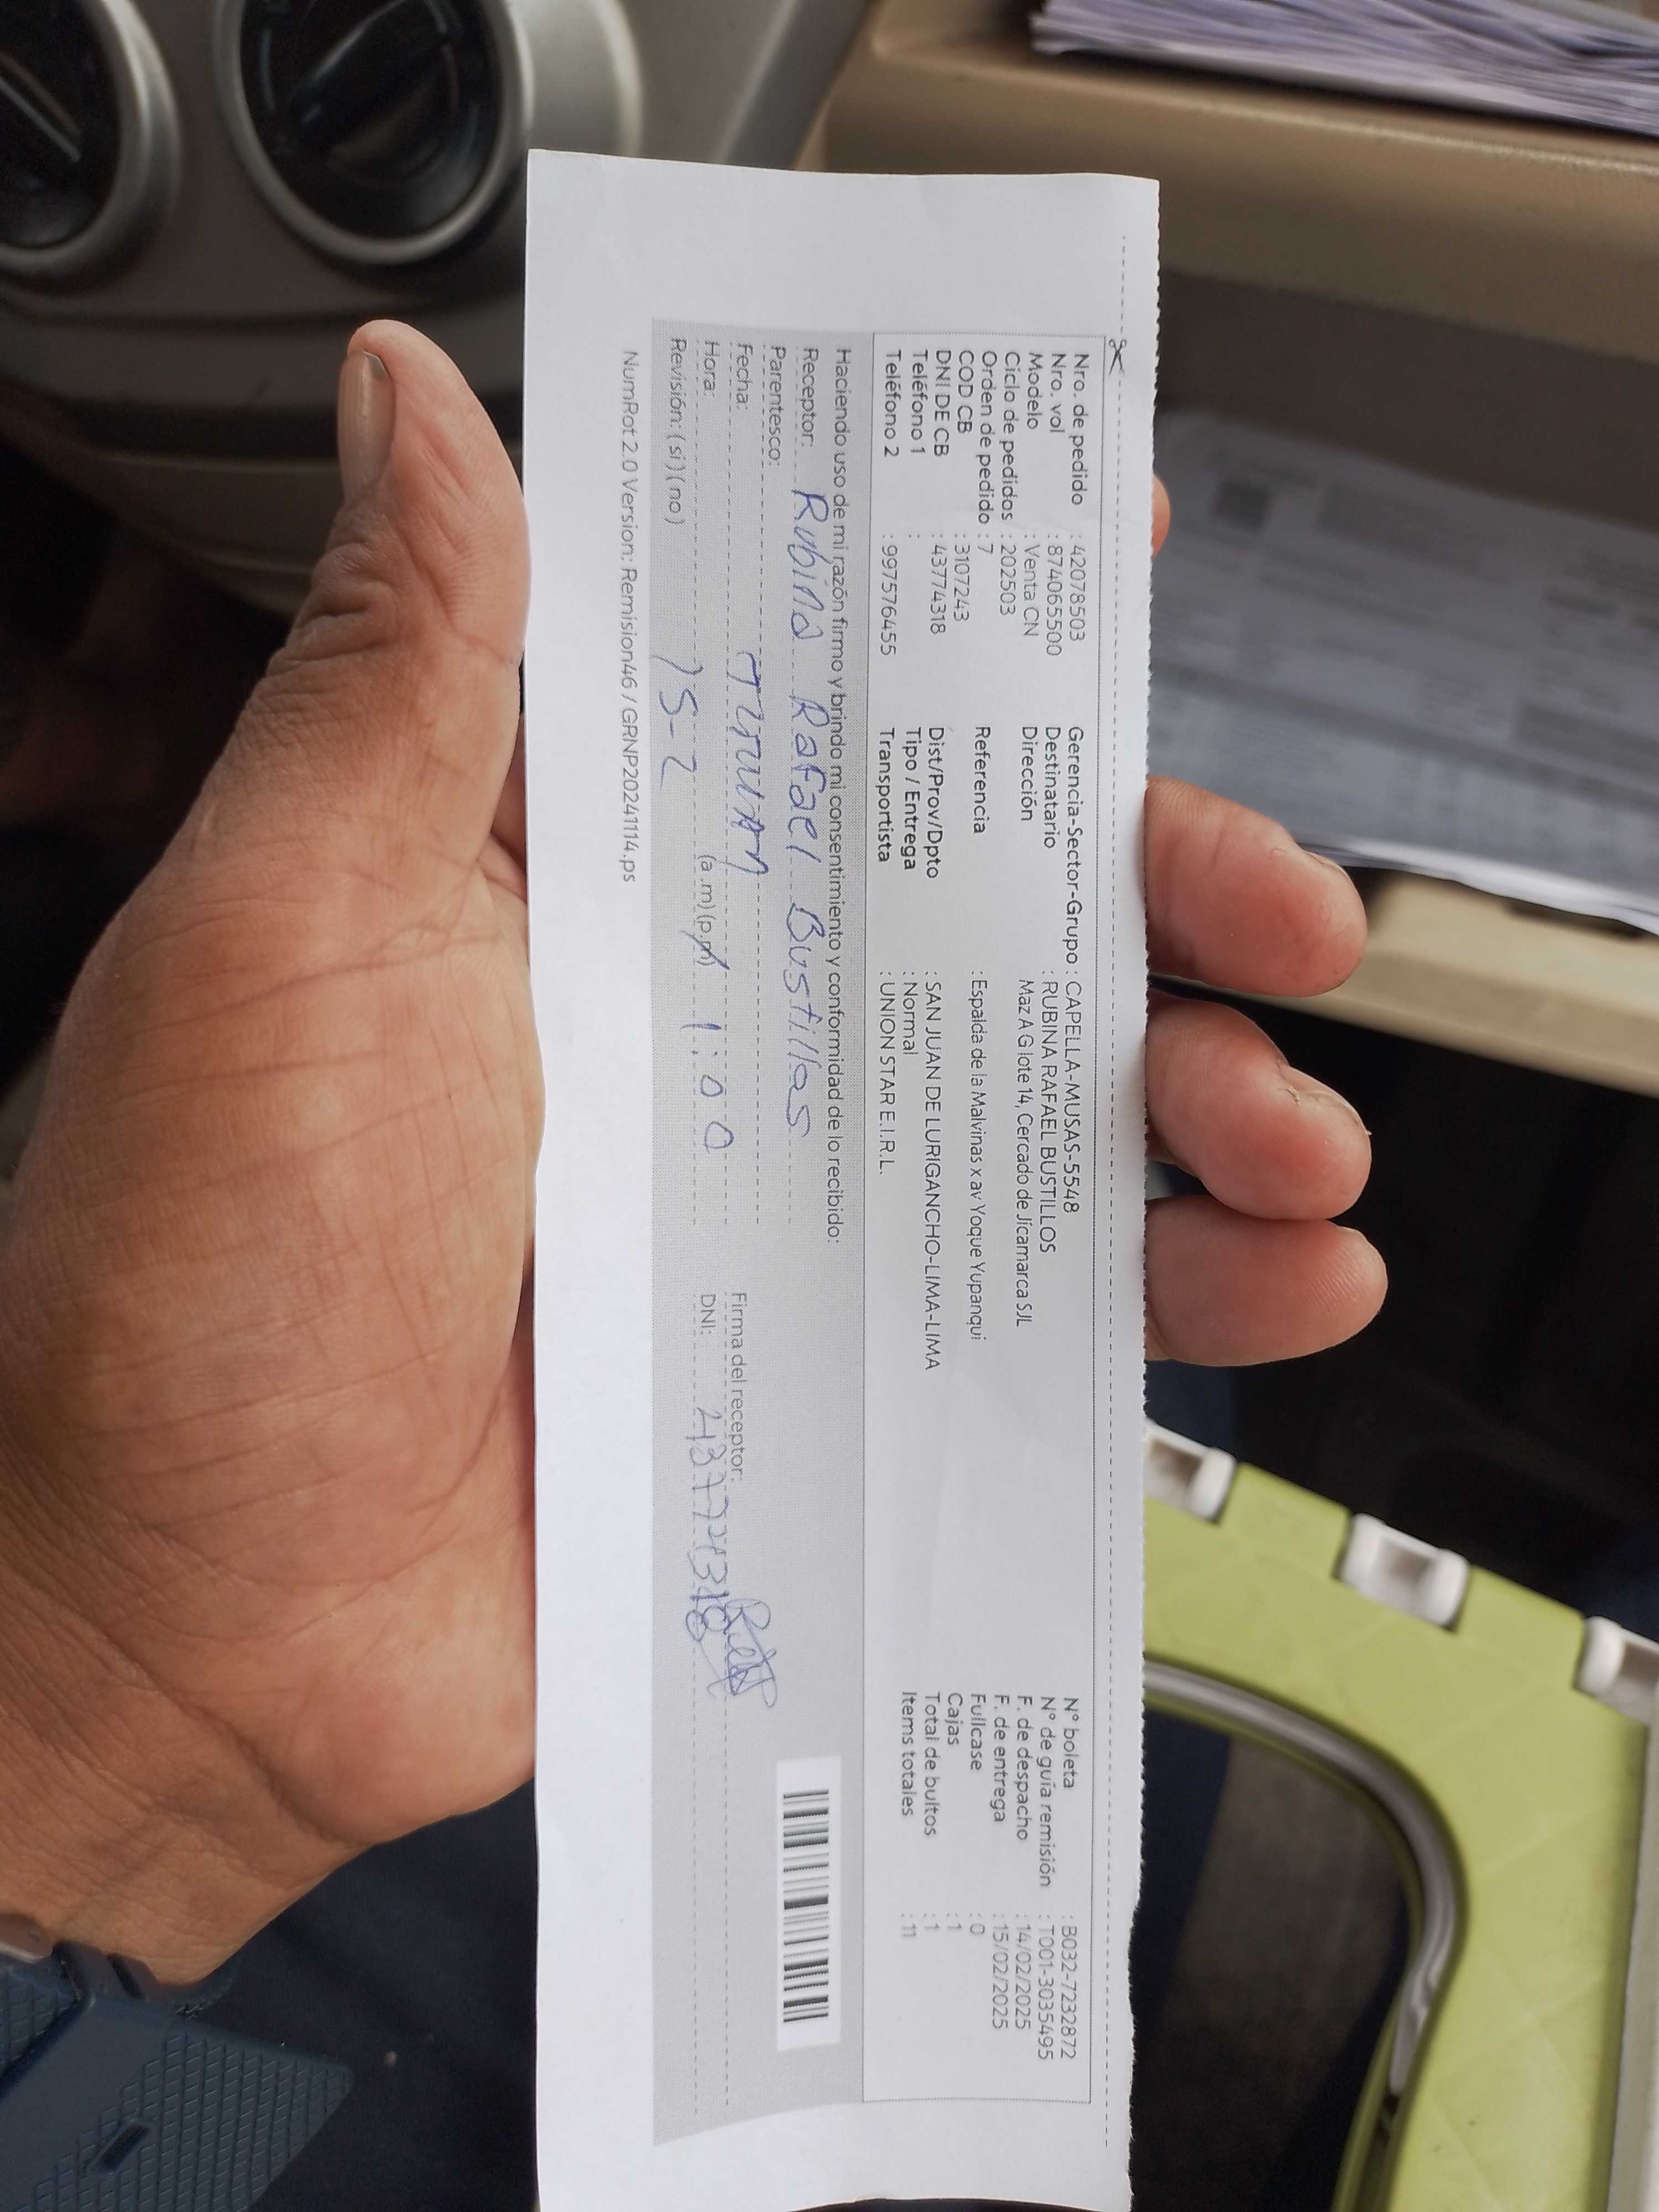 Nro. de pedido : 42078503
Nro. vol : 874065500
Modelo : Venta CN
Ciclo de pedidos : 202503
Orden de pedido : 7
COD CB : 3107243
DNI DE CB : 43774318
Teléfono 1 :
Teléfono 2 : 997576455
Gerencia-Sector-Grupo : CAPELLA-MUSAS-5548
Destinatario : RUBINA RAFAEL BUSTILLOS
Dirección Maz A G lote 14, Cercado de Jicamarca SJL
Referencia : Espalda de la Malvinas x av Yoque Yupanqui
Dist/Prov/Dpto : SAN JUAN DE LURIGANCHO-LIMA-LIMA
Tipo / Entrega : Normal
Transportista : UNION STAR E.I.R.L.
N° boleta : B032-7232872
N° de guía remisión : T001-3035495
F. de despacho : 14/02/2025
F. de entrega : 15/02/2025
Fullcase : 0
Cajas : 1
Total de bultos : 1
Items totales : 11
Haciendo uso de mi razón firmo y brindo mi consentimiento y conformidad de lo recibido:
Receptor: Rubina Rafael Bustillos
Parentesco:
Fecha:
Hora: (a.m)(p.m) 1:00
Revisión: (si) (no) 15-2
Firma del receptor:
DNI: 43774318
NumRot 2.0 Version: Remision46 / GRNP20241114.ps